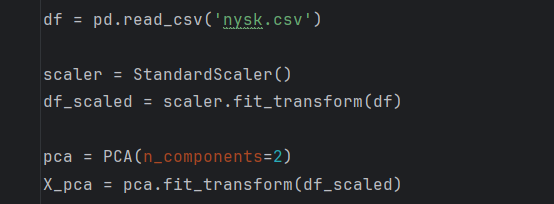 df = pd.read_csv('nysk.csv')
scaler = StandardScaler()
df_scaled = scaler.fit_transform(df)
pca = PCA(n_components=2)
X_pca = pca.fit_transform(df_scaled)